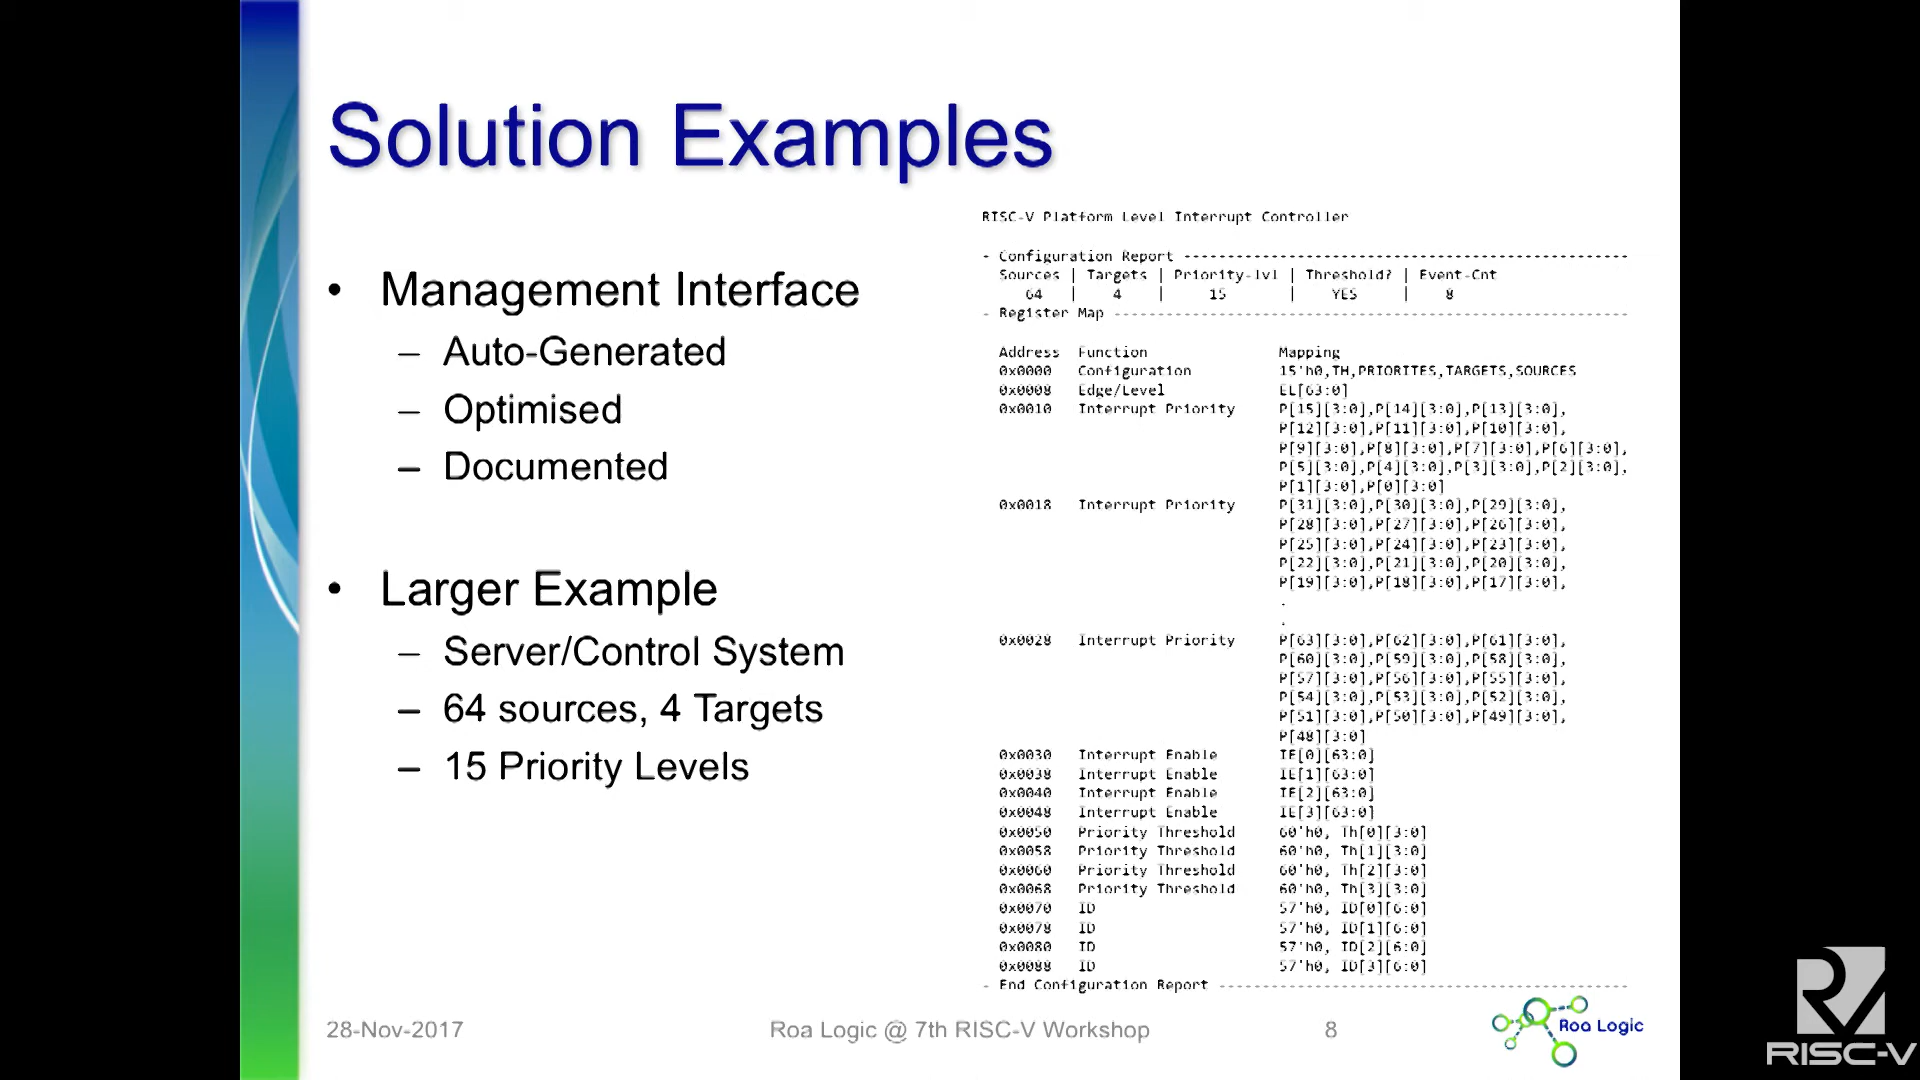 Solution Examples
• Management Interface
– Auto-Generated
– Optimised
– Documented
• Larger Example
– Server/Control System
– 64 sources, 4 Targets
– 15 Priority Levels
RISC-V Platform Level Interrupt Controller
- Configuration Report ---------------------------------------------------
Sources | Targets | Priority-lvl | Threshold? | Event-Cnt
64 | 4 | 15 | YES | 8
- Register Map -----------------------------------------------------------
Address Function Mapping
0x0000 Configuration 15'h0,TH,PRIORITES,TARGETS,SOURCES
0x0008 Edge/Level EL[63:0]
0x0010 Interrupt Priority P[15][3:0],P[14][3:0],P[13][3:0],
P[12][3:0],P[11][3:0],P[10][3:0],
P[9][3:0],P[8][3:0],P[7][3:0],P[6][3:0],
P[5][3:0],P[4][3:0],P[3][3:0],P[2][3:0],
P[1][3:0],P[0][3:0]
0x0018 Interrupt Priority P[31][3:0],P[30][3:0],P[29][3:0],
P[28][3:0],P[27][3:0],P[26][3:0],
P[25][3:0],P[24][3:0],P[23][3:0],
P[22][3:0],P[21][3:0],P[20][3:0],
P[19][3:0],P[18][3:0],P[17][3:0],
.
.
0x0028 Interrupt Priority P[63][3:0],P[62][3:0],P[61][3:0],
P[60][3:0],P[59][3:0],P[58][3:0],
P[57][3:0],P[56][3:0],P[55][3:0],
P[54][3:0],P[53][3:0],P[52][3:0],
P[51][3:0],P[50][3:0],P[49][3:0],
P[48][3:0]
0x0030 Interrupt Enable IE[0][63:0]
0x0038 Interrupt Enable IE[1][63:0]
0x0040 Interrupt Enable IE[2][63:0]
0x0048 Interrupt Enable IE[3][63:0]
0x0050 Priority Threshold 60'h0, Th[0][3:0]
0x0058 Priority Threshold 60'h0, Th[1][3:0]
0x0060 Priority Threshold 60'h0, Th[2][3:0]
0x0068 Priority Threshold 60'h0, Th[3][3:0]
0x0070 ID 57'h0, ID[0][6:0]
0x0078 ID 57'h0, ID[1][6:0]
0x0080 ID 57'h0, ID[2][6:0]
0x0088 ID 57'h0, ID[3][6:0]
- End Configuration Report -----------------------------------------------
28-Nov-2017
Roa Logic @ 7th RISC-V Workshop
8
Roa Logic
RISC-V